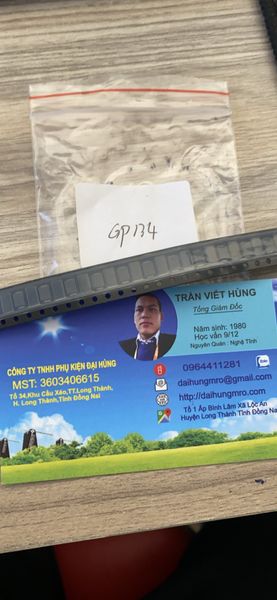 GP134
TRẦN VIẾT HÙNG
Tổng Giám Đốc
Năm sinh: 1980
Học vấn 9/12
Nguyên Quán : Nghệ Tĩnh
CÔNG TY TNHH PHỤ KIỆN ĐẠI HÙNG
MST: 3603406615
Tổ 34,Khu Cầu Xéo,TT.Long Thành,
H. Long Thành,Tỉnh Đồng Nai
0964411281
daihungmro@gmail.com
http://daihungmro.com
Tổ 1 Ấp Bình Lâm Xã Lộc An
Huyện Long Thành Tỉnh Đồng Nai